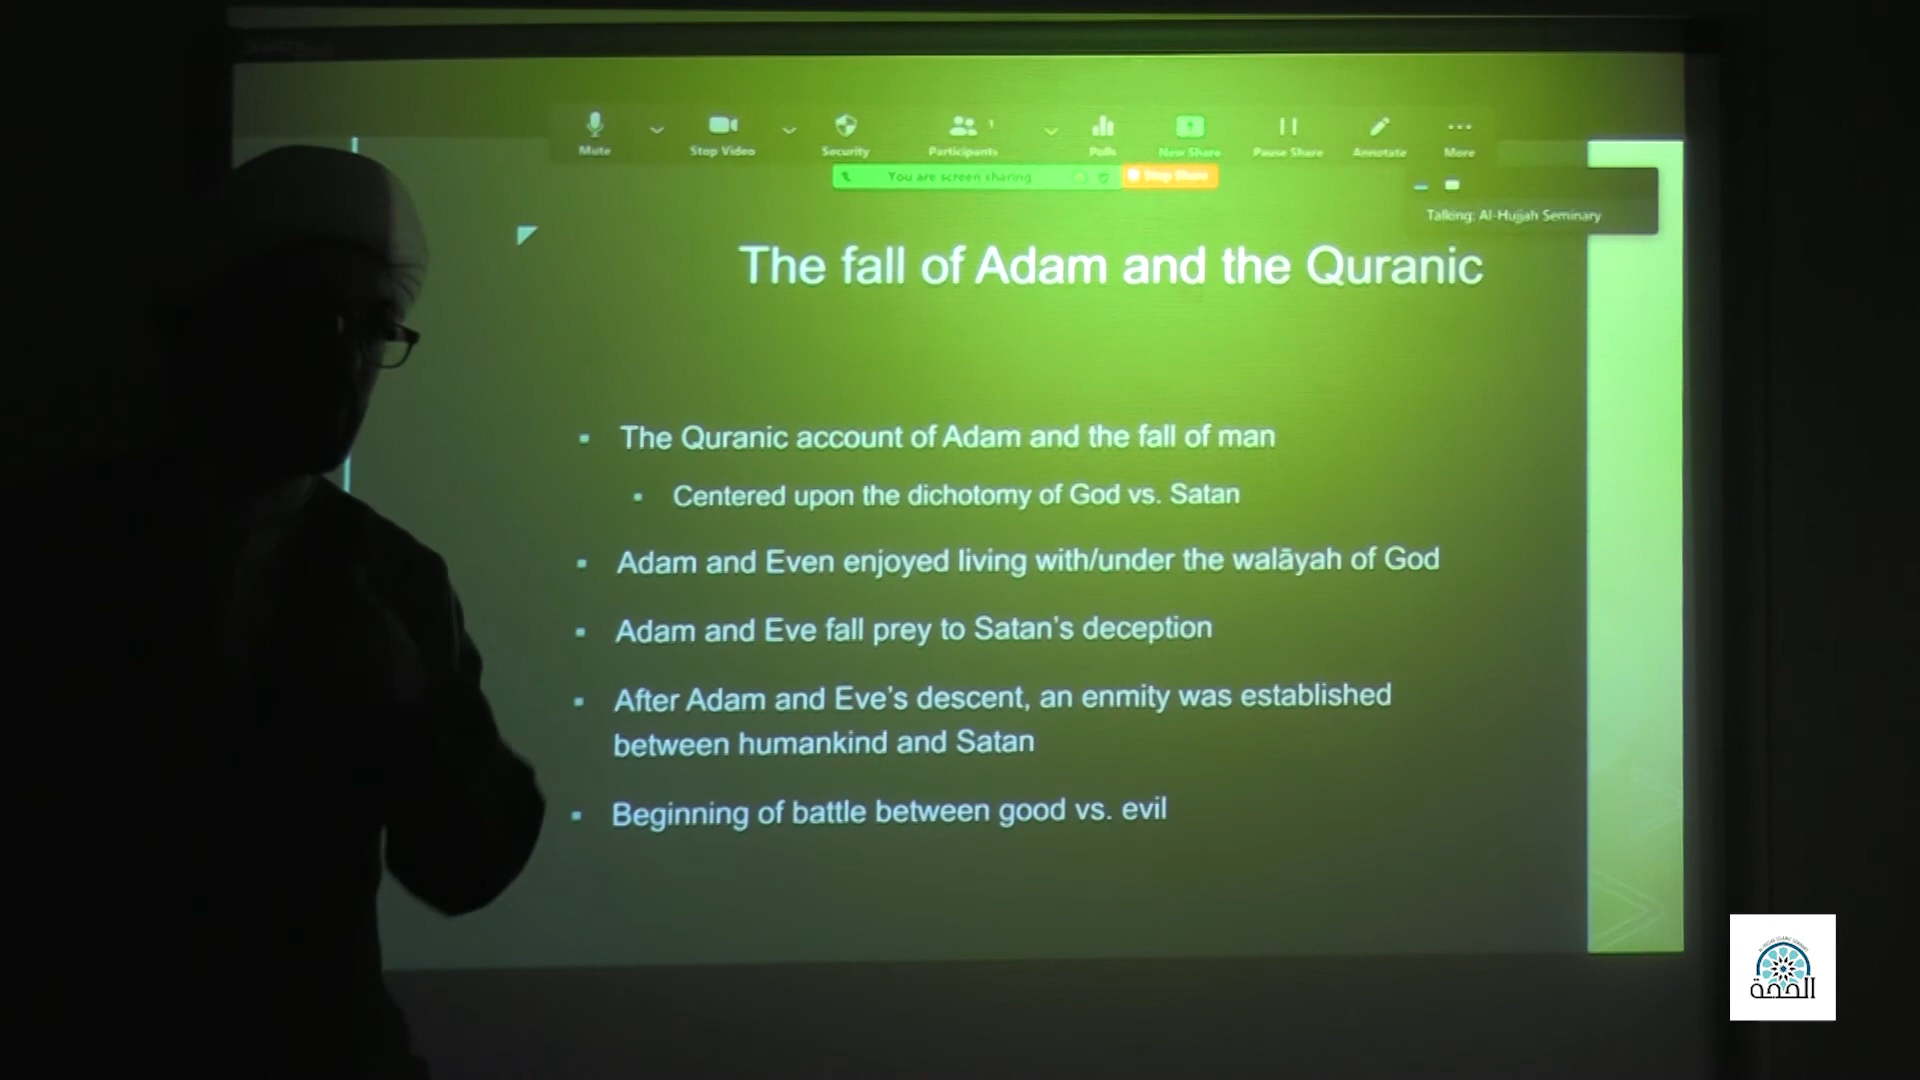 Mute
Stop Video
Security
Participants
1
Polls
New Share
Pause Share
Annotate
More
You are screen sharing
Stop Share
Talking: Al-Hujjah Seminary
The fall of Adam and the Quranic
▪ The Quranic account of Adam and the fall of man
▪ Centered upon the dichotomy of God vs. Satan
▪ Adam and Even enjoyed living with/under the walāyah of God
▪ Adam and Eve fall prey to Satan's deception
▪ After Adam and Eve's descent, an enmity was established
between humankind and Satan
▪ Beginning of battle between good vs. evil
الحجة